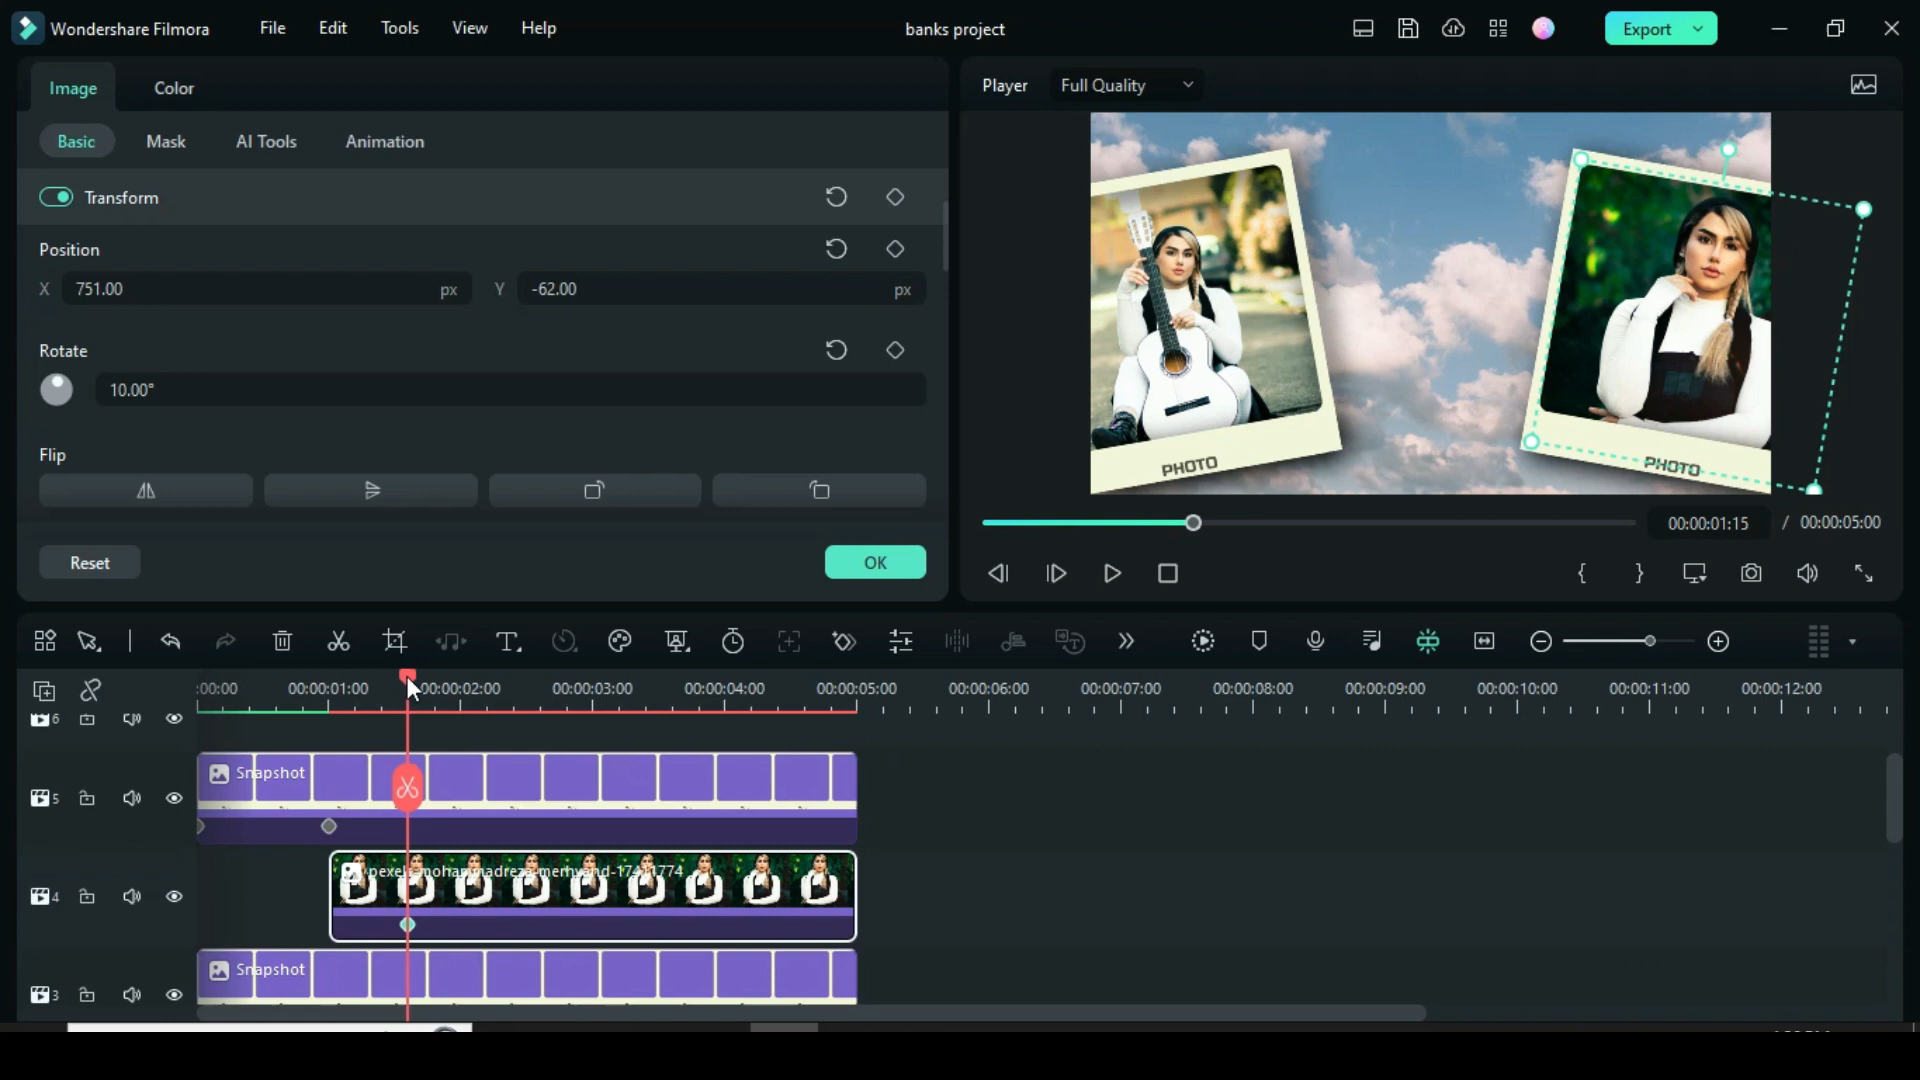 Wondershare Filmora File Edit Tools View Help banks project Export
Image Color
Player Full Quality
Basic Mask AI Tools Animation
Transform
Position
X 751.00 px Y -62.00 px
Rotate
10.00°
Flip
PHOTO PHOTO
Reset OK
00:00:01:15 / 00:00:05:00
:00:00 00:00:01:00 00:00:02:00 00:00:03:00 00:00:04:00 00:00:05:00 00:00:06:00 00:00:07:00 00:00:08:00 00:00:09:00 00:00:10:00 00:00:11:00 00:00:12:00
6
Snapshot
5
4
Snapshot
3